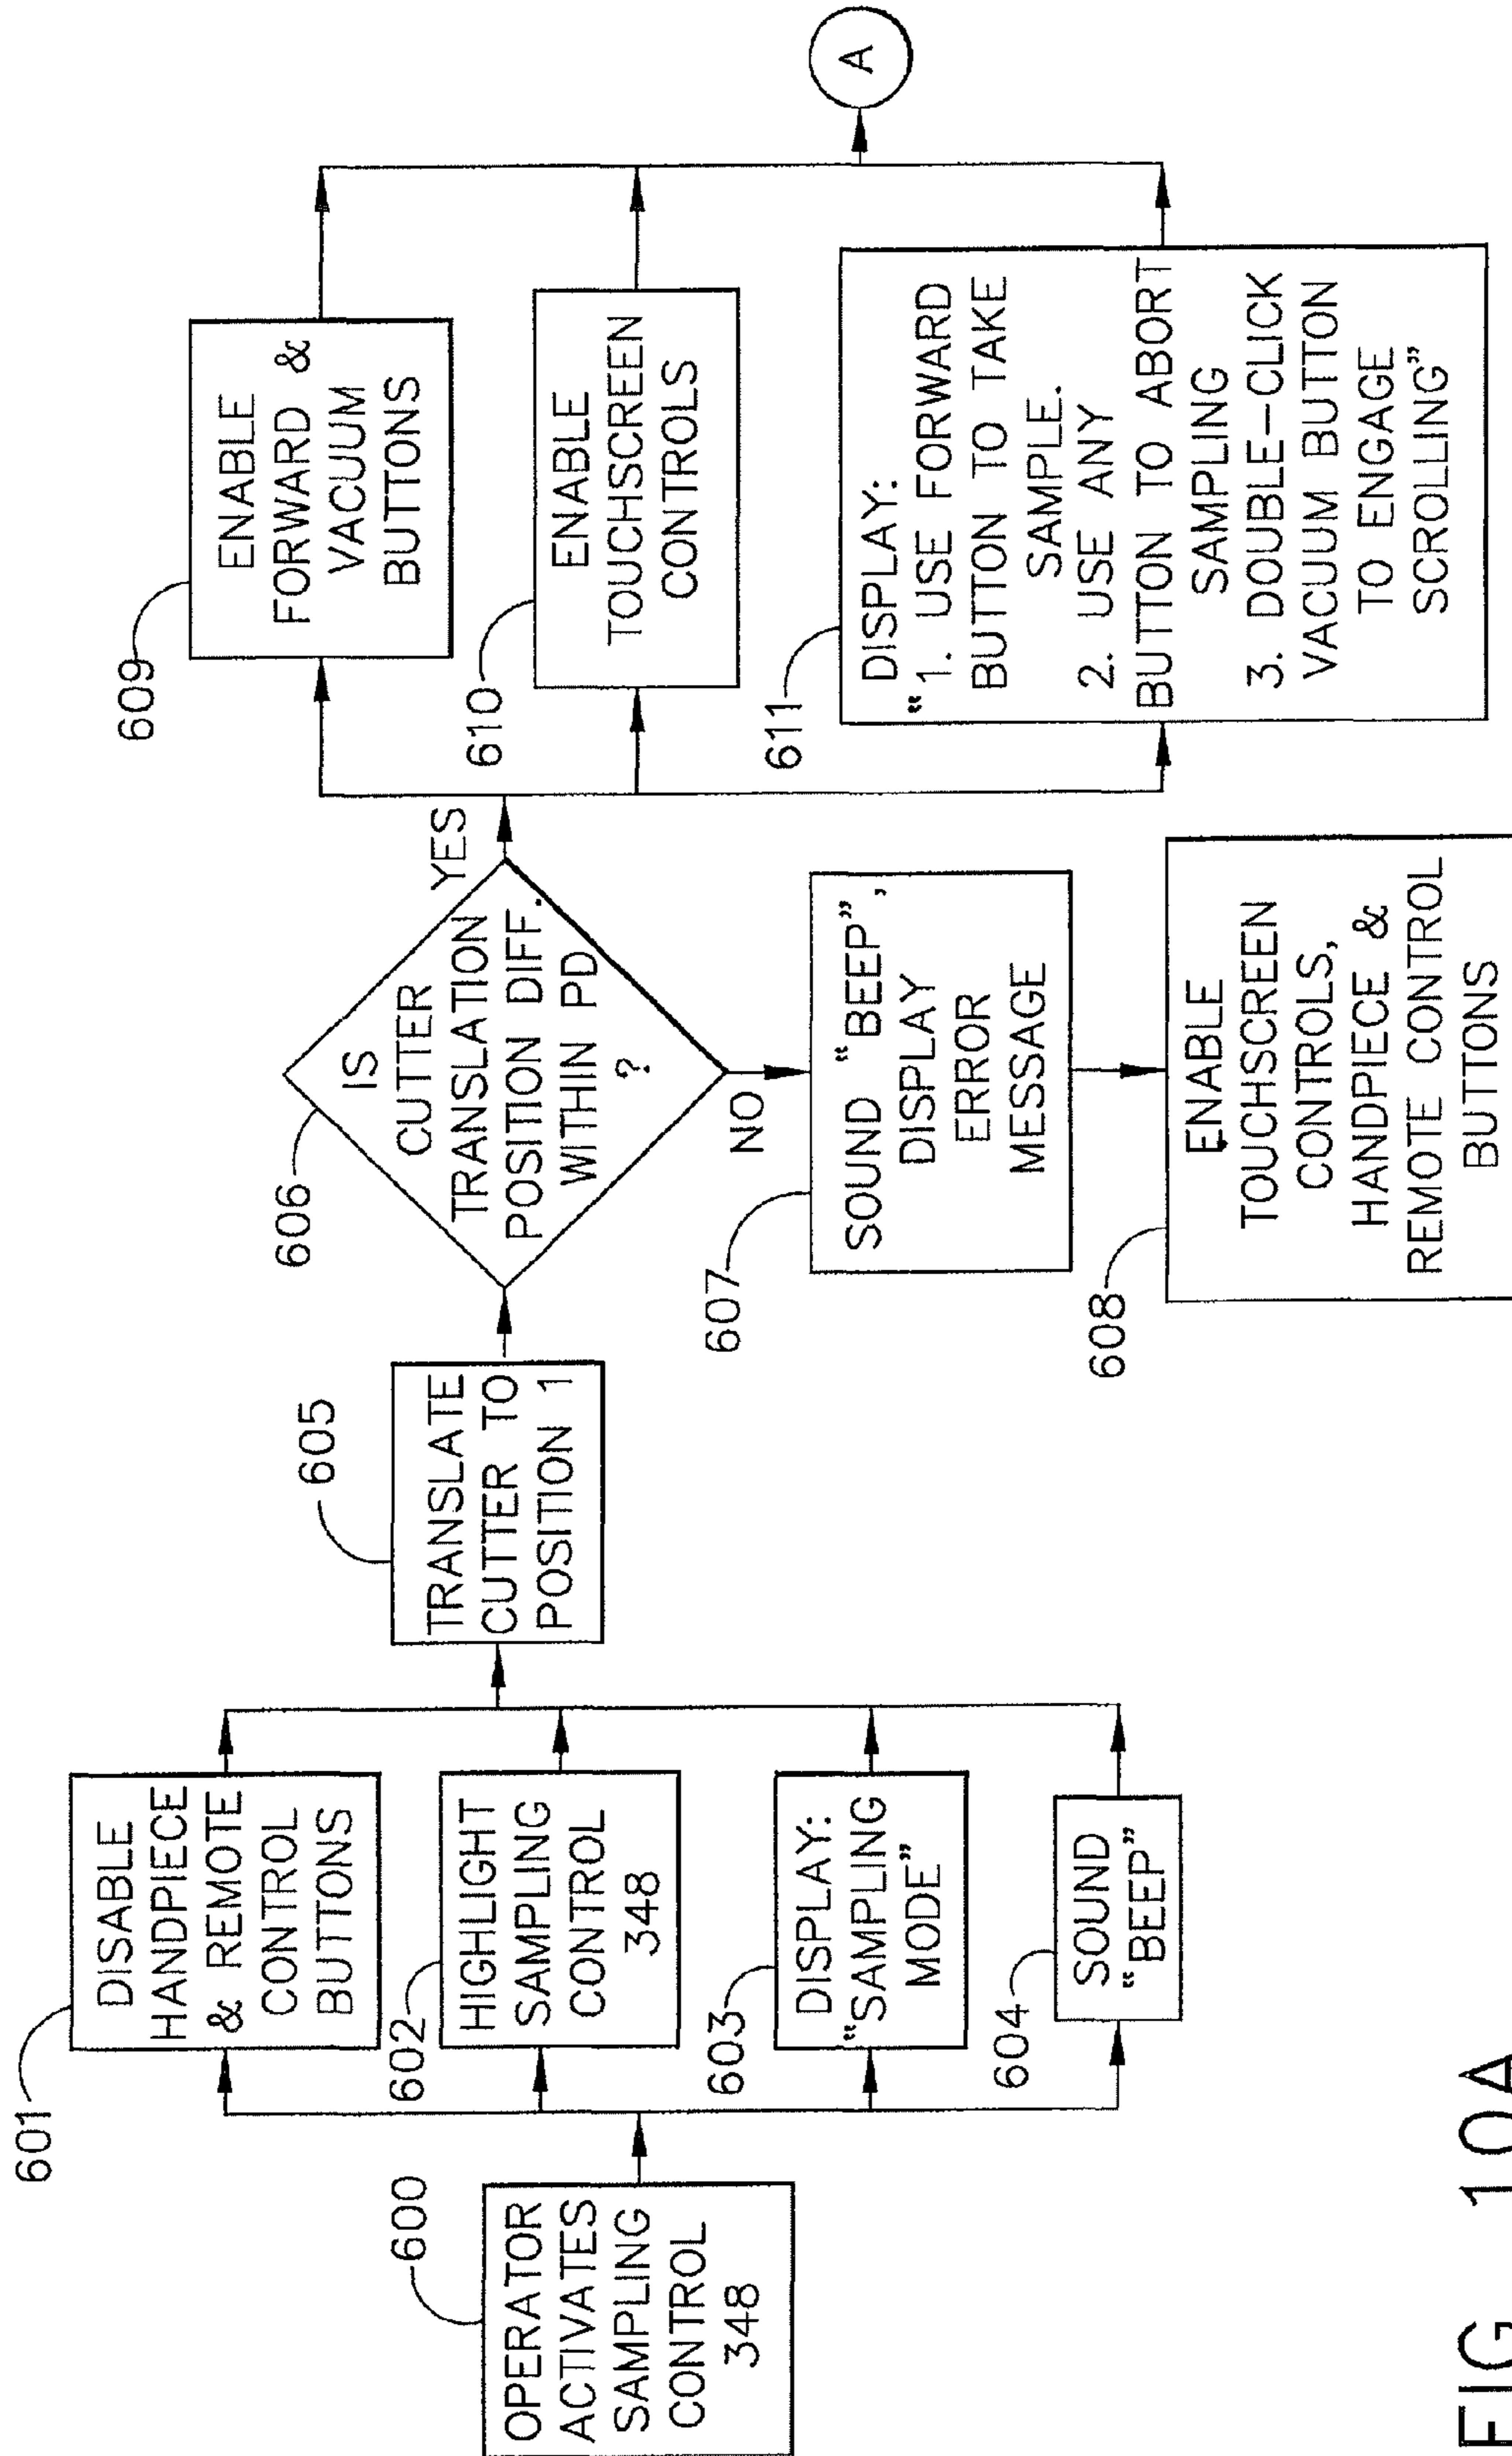 600
OPERATOR
ACTIVATES
SAMPLING
CONTROL
348
601
DISABLE
HANDPIECE
& REMOTE
CONTROL
BUTTONS
602
HIGHLIGHT
SAMPLING
CONTROL
348
603
DISPLAY:
“SAMPLING
MODE”
604
SOUND
“BEEP”
605
TRANSLATE
CUTTER TO
POSITION 1
606
IS
CUTTER
TRANSLATION
POSITION DIFF.
WITHIN PD
?
YES
NO
607
SOUND “BEEP”,
DISPLAY
ERROR
MESSAGE
608
ENABLE
TOUCHSCREEN
CONTROLS,
HANDPIECE &
REMOTE CONTROL
BUTTONS
609
ENABLE
FORWARD &
VACUUM
BUTTONS
610
ENABLE
TOUCHSCREEN
CONTROLS
611
DISPLAY:
“1. USE FORWARD
BUTTON TO TAKE
SAMPLE.
2. USE ANY
BUTTON TO ABORT
SAMPLING
3. DOUBLE-CLICK
VACUUM BUTTON
TO ENGAGE
SCROLLING”
A
FIG 10A